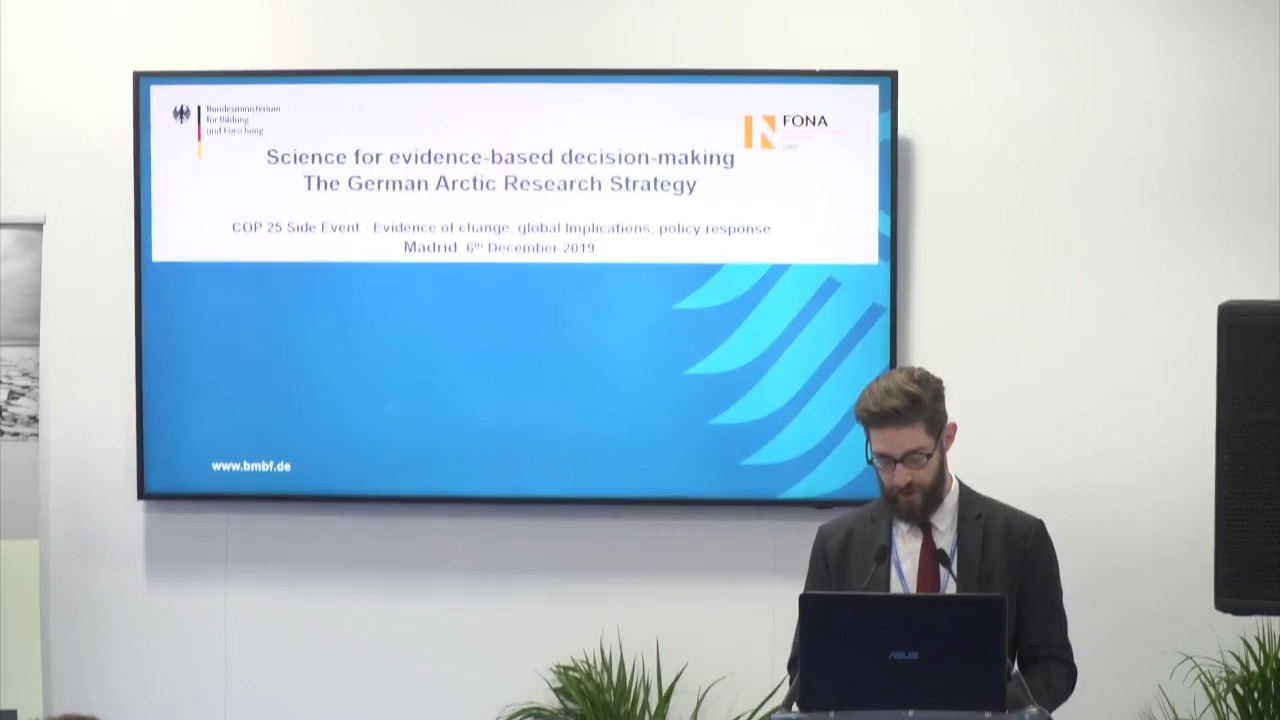 Bundesministerium
für Bildung
und Forschung
FONA
BMBF
Science for evidence-based decision-making
The German Arctic Research Strategy
COP 25 Side Event - Evidence of change, global Implications, policy response
Madrid, 6th December 2019
www.bmbf.de
ASUS